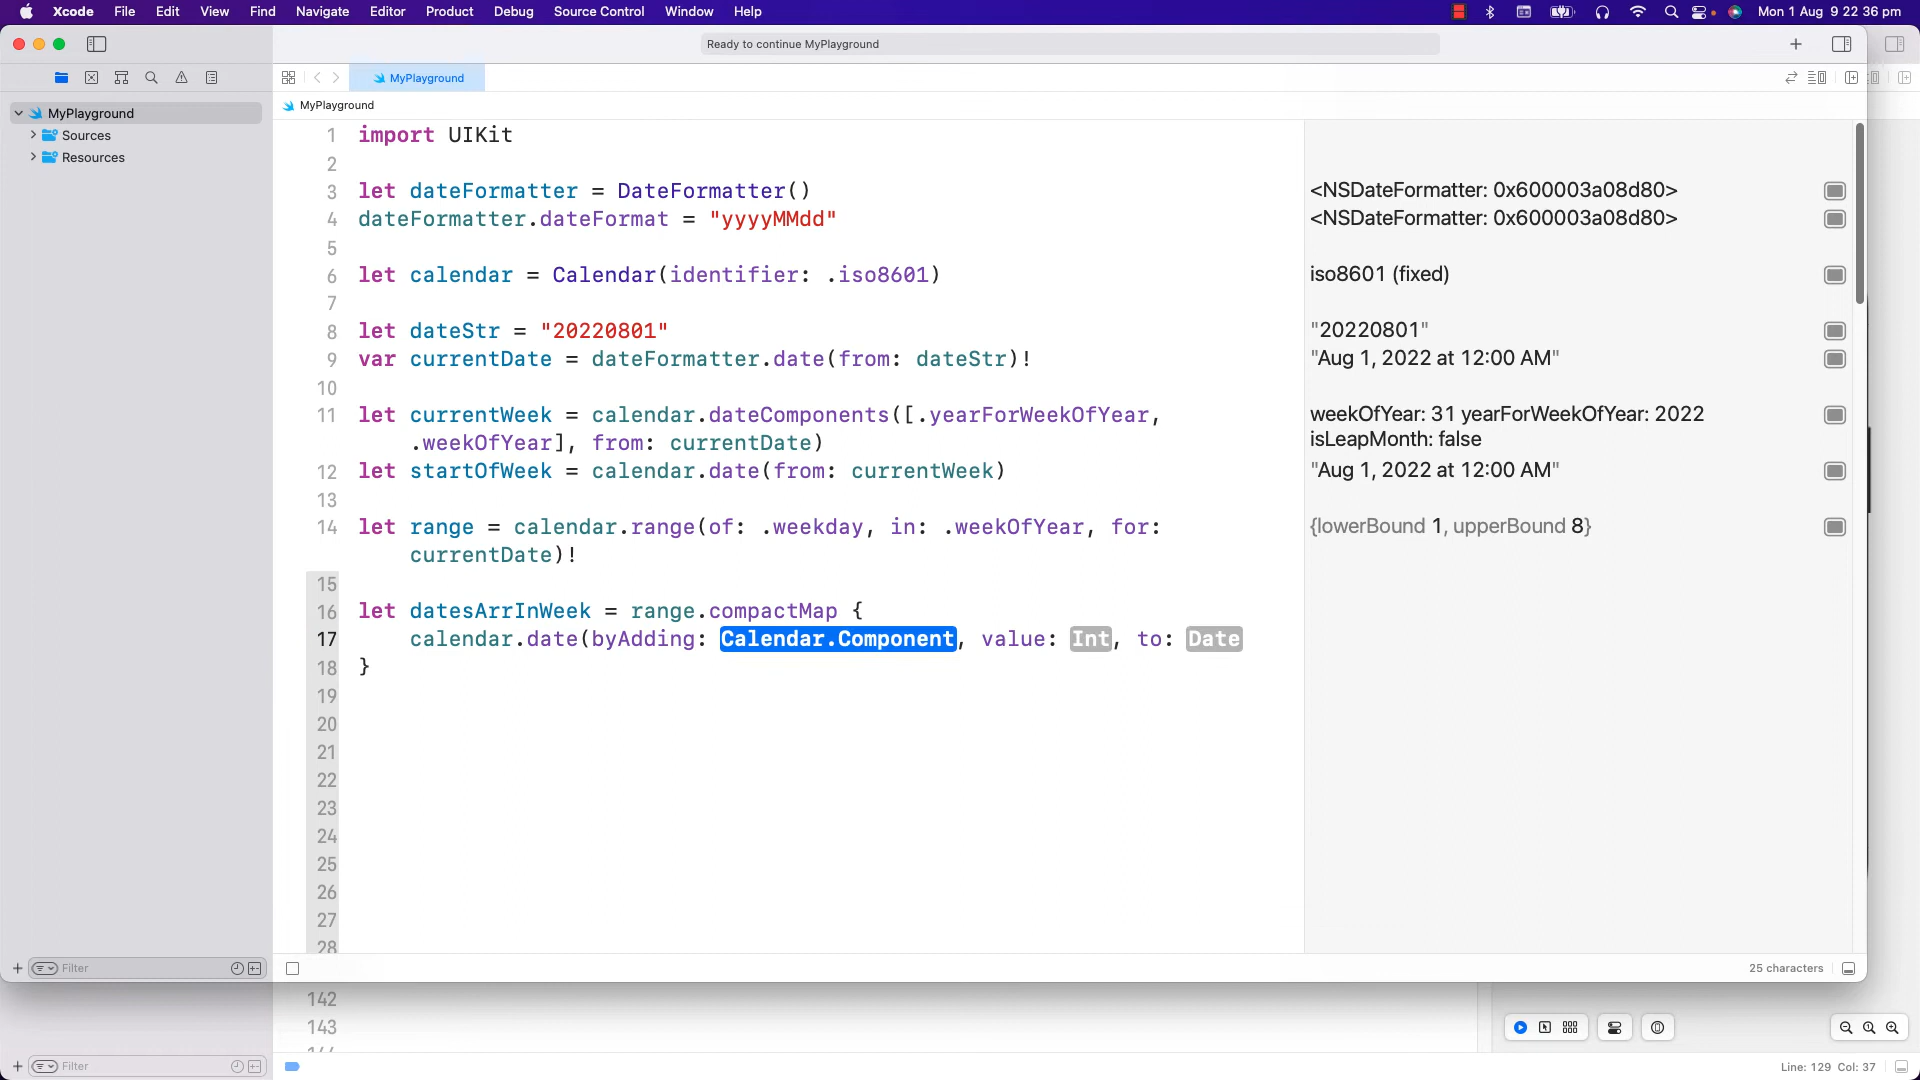 Xcode File Edit View Find Navigate Editor Product Debug Source Control Window Help
Mon 1 Aug 9 22 36 pm
Ready to continue MyPlayground
MyPlayground
MyPlayground
MyPlayground
Sources
Resources
1 import UIKit
2
3 let dateFormatter = DateFormatter()
<NSDateFormatter: 0x600003a08d80>
4 dateFormatter.dateFormat = "yyyyMMdd"
<NSDateFormatter: 0x600003a08d80>
5
6 let calendar = Calendar(identifier: .iso8601)
iso8601 (fixed)
7
8 let dateStr = "20220801"
"20220801"
9 var currentDate = dateFormatter.date(from: dateStr)!
"Aug 1, 2022 at 12:00 AM"
10
11 let currentWeek = calendar.dateComponents([.yearForWeekOfYear,
.weekOfYear], from: currentDate)
weekOfYear: 31 yearForWeekOfYear: 2022
isLeapMonth: false
12 let startOfWeek = calendar.date(from: currentWeek)
"Aug 1, 2022 at 12:00 AM"
13
14 let range = calendar.range(of: .weekday, in: .weekOfYear, for:
currentDate)!
{lowerBound 1, upperBound 8}
15
16 let datesArrInWeek = range.compactMap {
17 calendar.date(byAdding: Calendar.Component, value: Int, to: Date
18 }
19
20
21
22
23
24
25
26
27
28
Filter
25 characters
142
143
Filter
Line: 129 Col: 37